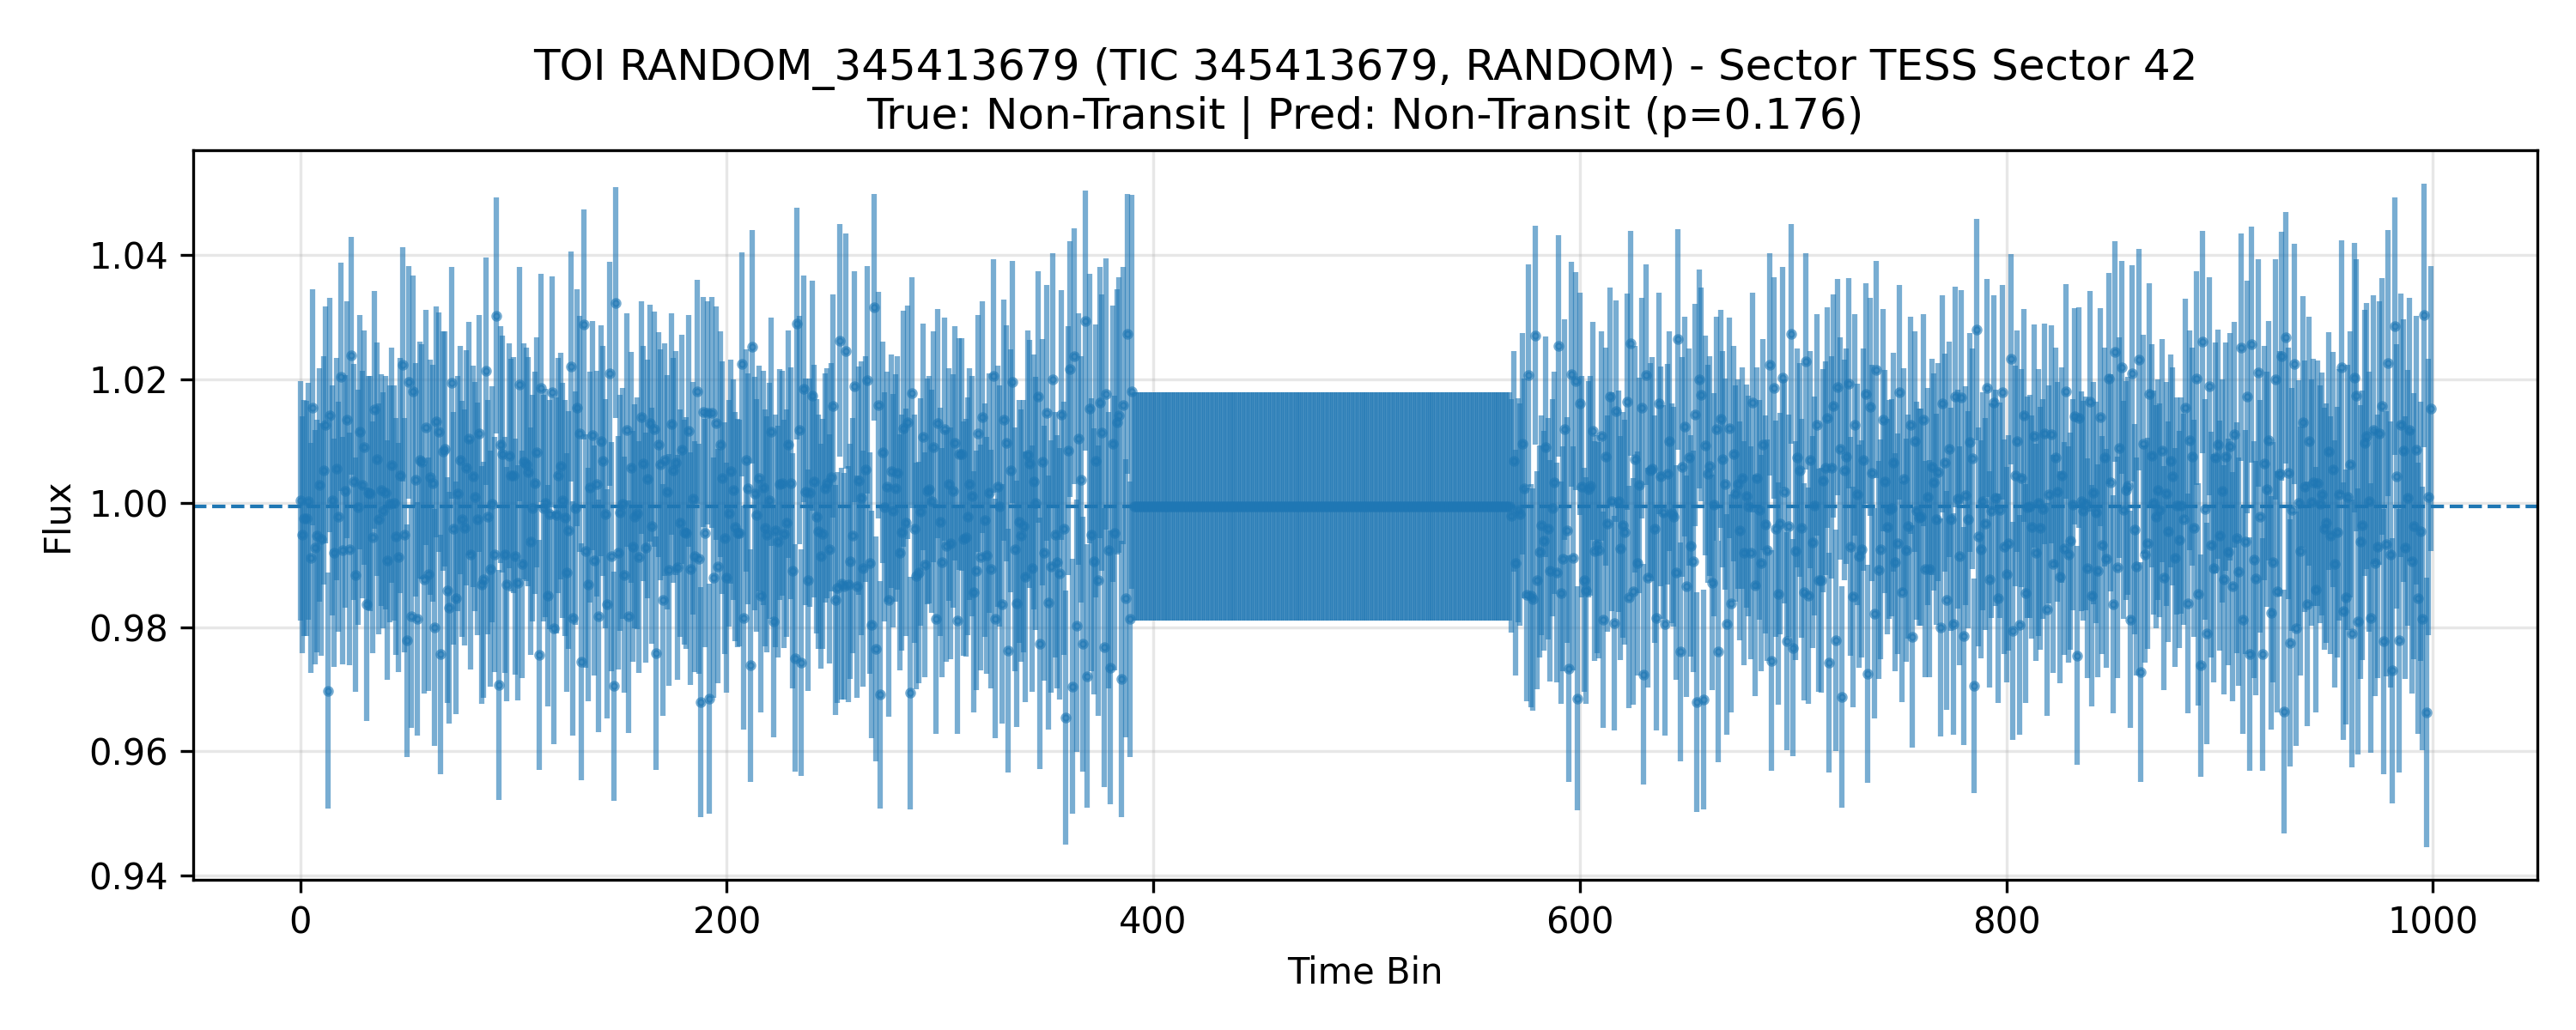 TOI RANDOM_345413679 (TIC 345413679, RANDOM) - Sector TESS Sector 42
True: Non-Transit | Pred: Non-Transit (p=0.176)
Flux
1.04
1.02
1.00
0.98
0.96
0.94
0 200 400 600 800 1000
Time Bin